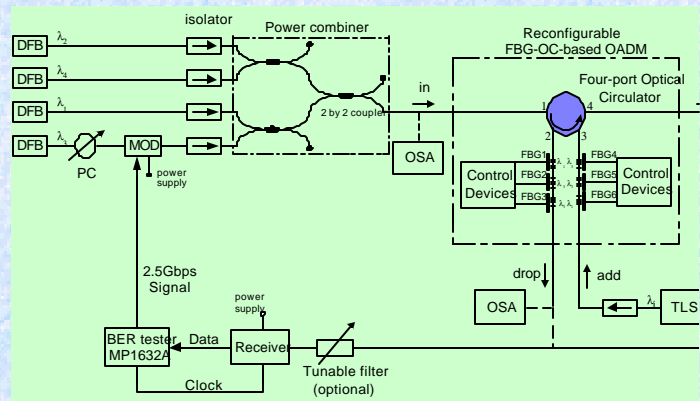 isolator
Power combiner
Reconfigurable
FBG-OC-based OADM
DFB λ2
DFB λ4
DFB λ1
DFB λ3
PC
MOD
power
supply
2 by 2 coupler
in
OSA
Four-port Optical
Circulator
1
4
2
3
Control
Devices
FBG1
FBG2
FBG3
FBG4
FBG5
FBG6
Control
Devices
drop
add
OSA
λi
TLS
2.5Gbps
Signal
power
supply
BER tester
MP1632A
Data
Receiver
Clock
Tunable filter
(optional)